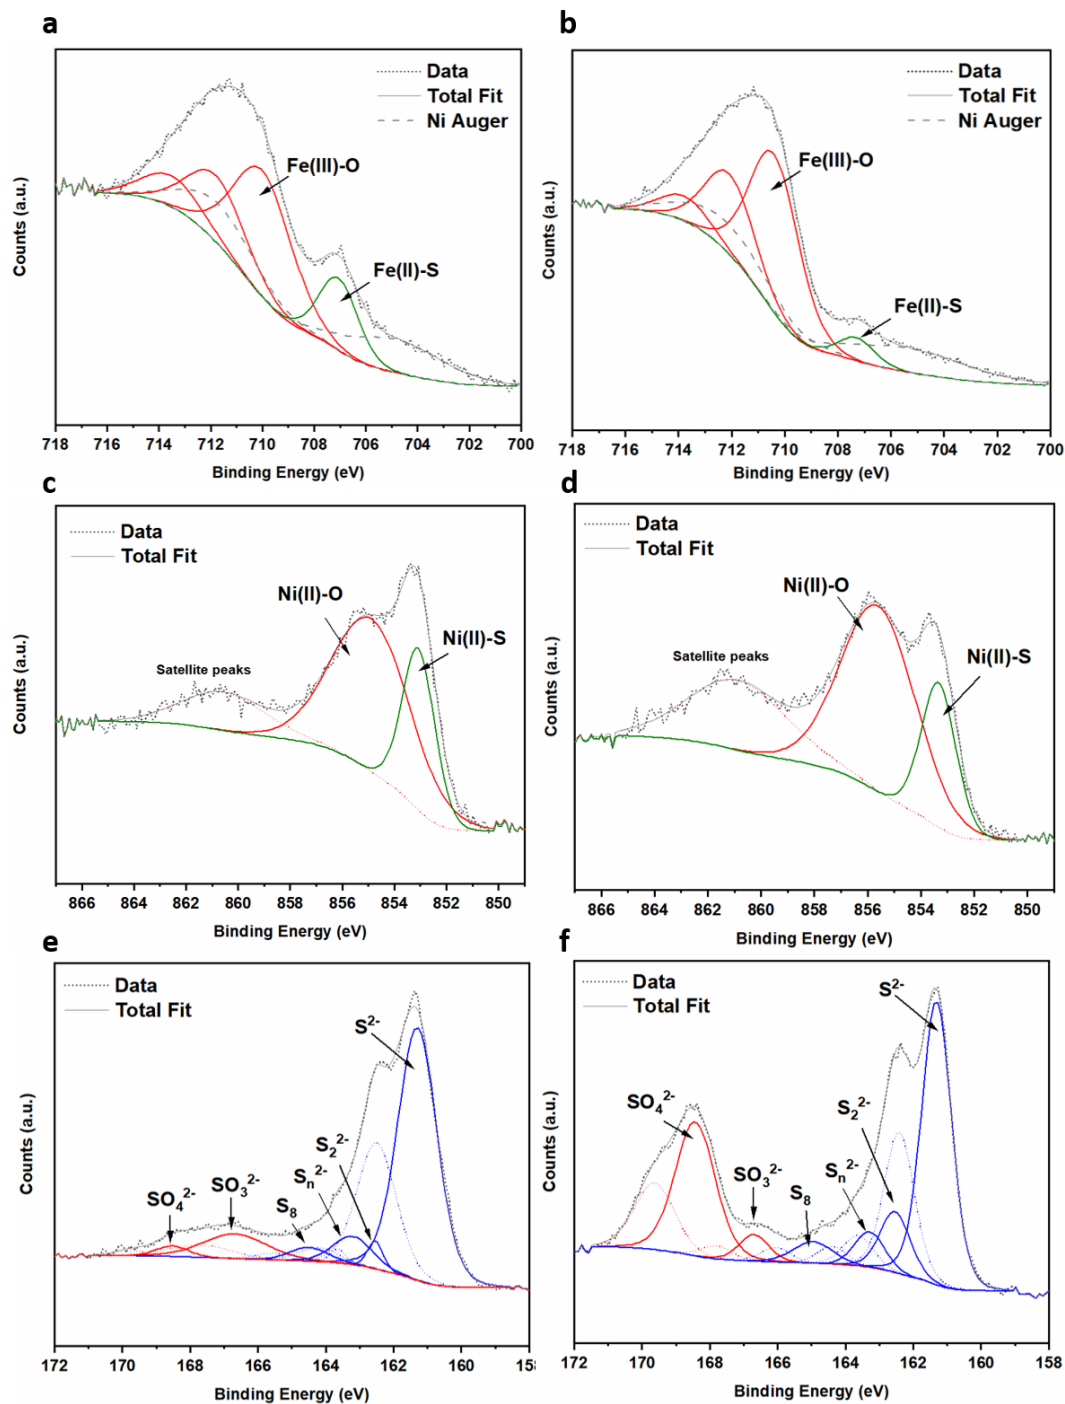 a
Data
Total Fit
Ni Auger
Fe(III)-O
Fe(II)-S
Counts (a.u.)
718 716 714 712 710 708 706 704 702 700
Binding Energy (eV)
b
Data
Total Fit
Ni Auger
Fe(III)-O
Fe(II)-S
Counts (a.u.)
718 716 714 712 710 708 706 704 702 700
Binding Energy (eV)
c
Data
Total Fit
Ni(II)-O
Ni(II)-S
Satellite peaks
Counts (a.u.)
866 864 862 860 858 856 854 852 850
Binding Energy (eV)
d
Data
Total Fit
Ni(II)-O
Ni(II)-S
Satellite peaks
Counts (a.u.)
866 864 862 860 858 856 854 852 850
Binding Energy (eV)
e
Data
Total Fit
S²⁻
S₂²⁻
Sₙ²⁻
S₈
SO₃²⁻
SO₄²⁻
Counts (a.u.)
172 170 168 166 164 162 160 158
Binding Energy (eV)
f
Data
Total Fit
S²⁻
SO₄²⁻
S₂²⁻
Sₙ²⁻
SO₃²⁻
S₈
Counts (a.u.)
172 170 168 166 164 162 160 158
Binding Energy (eV)